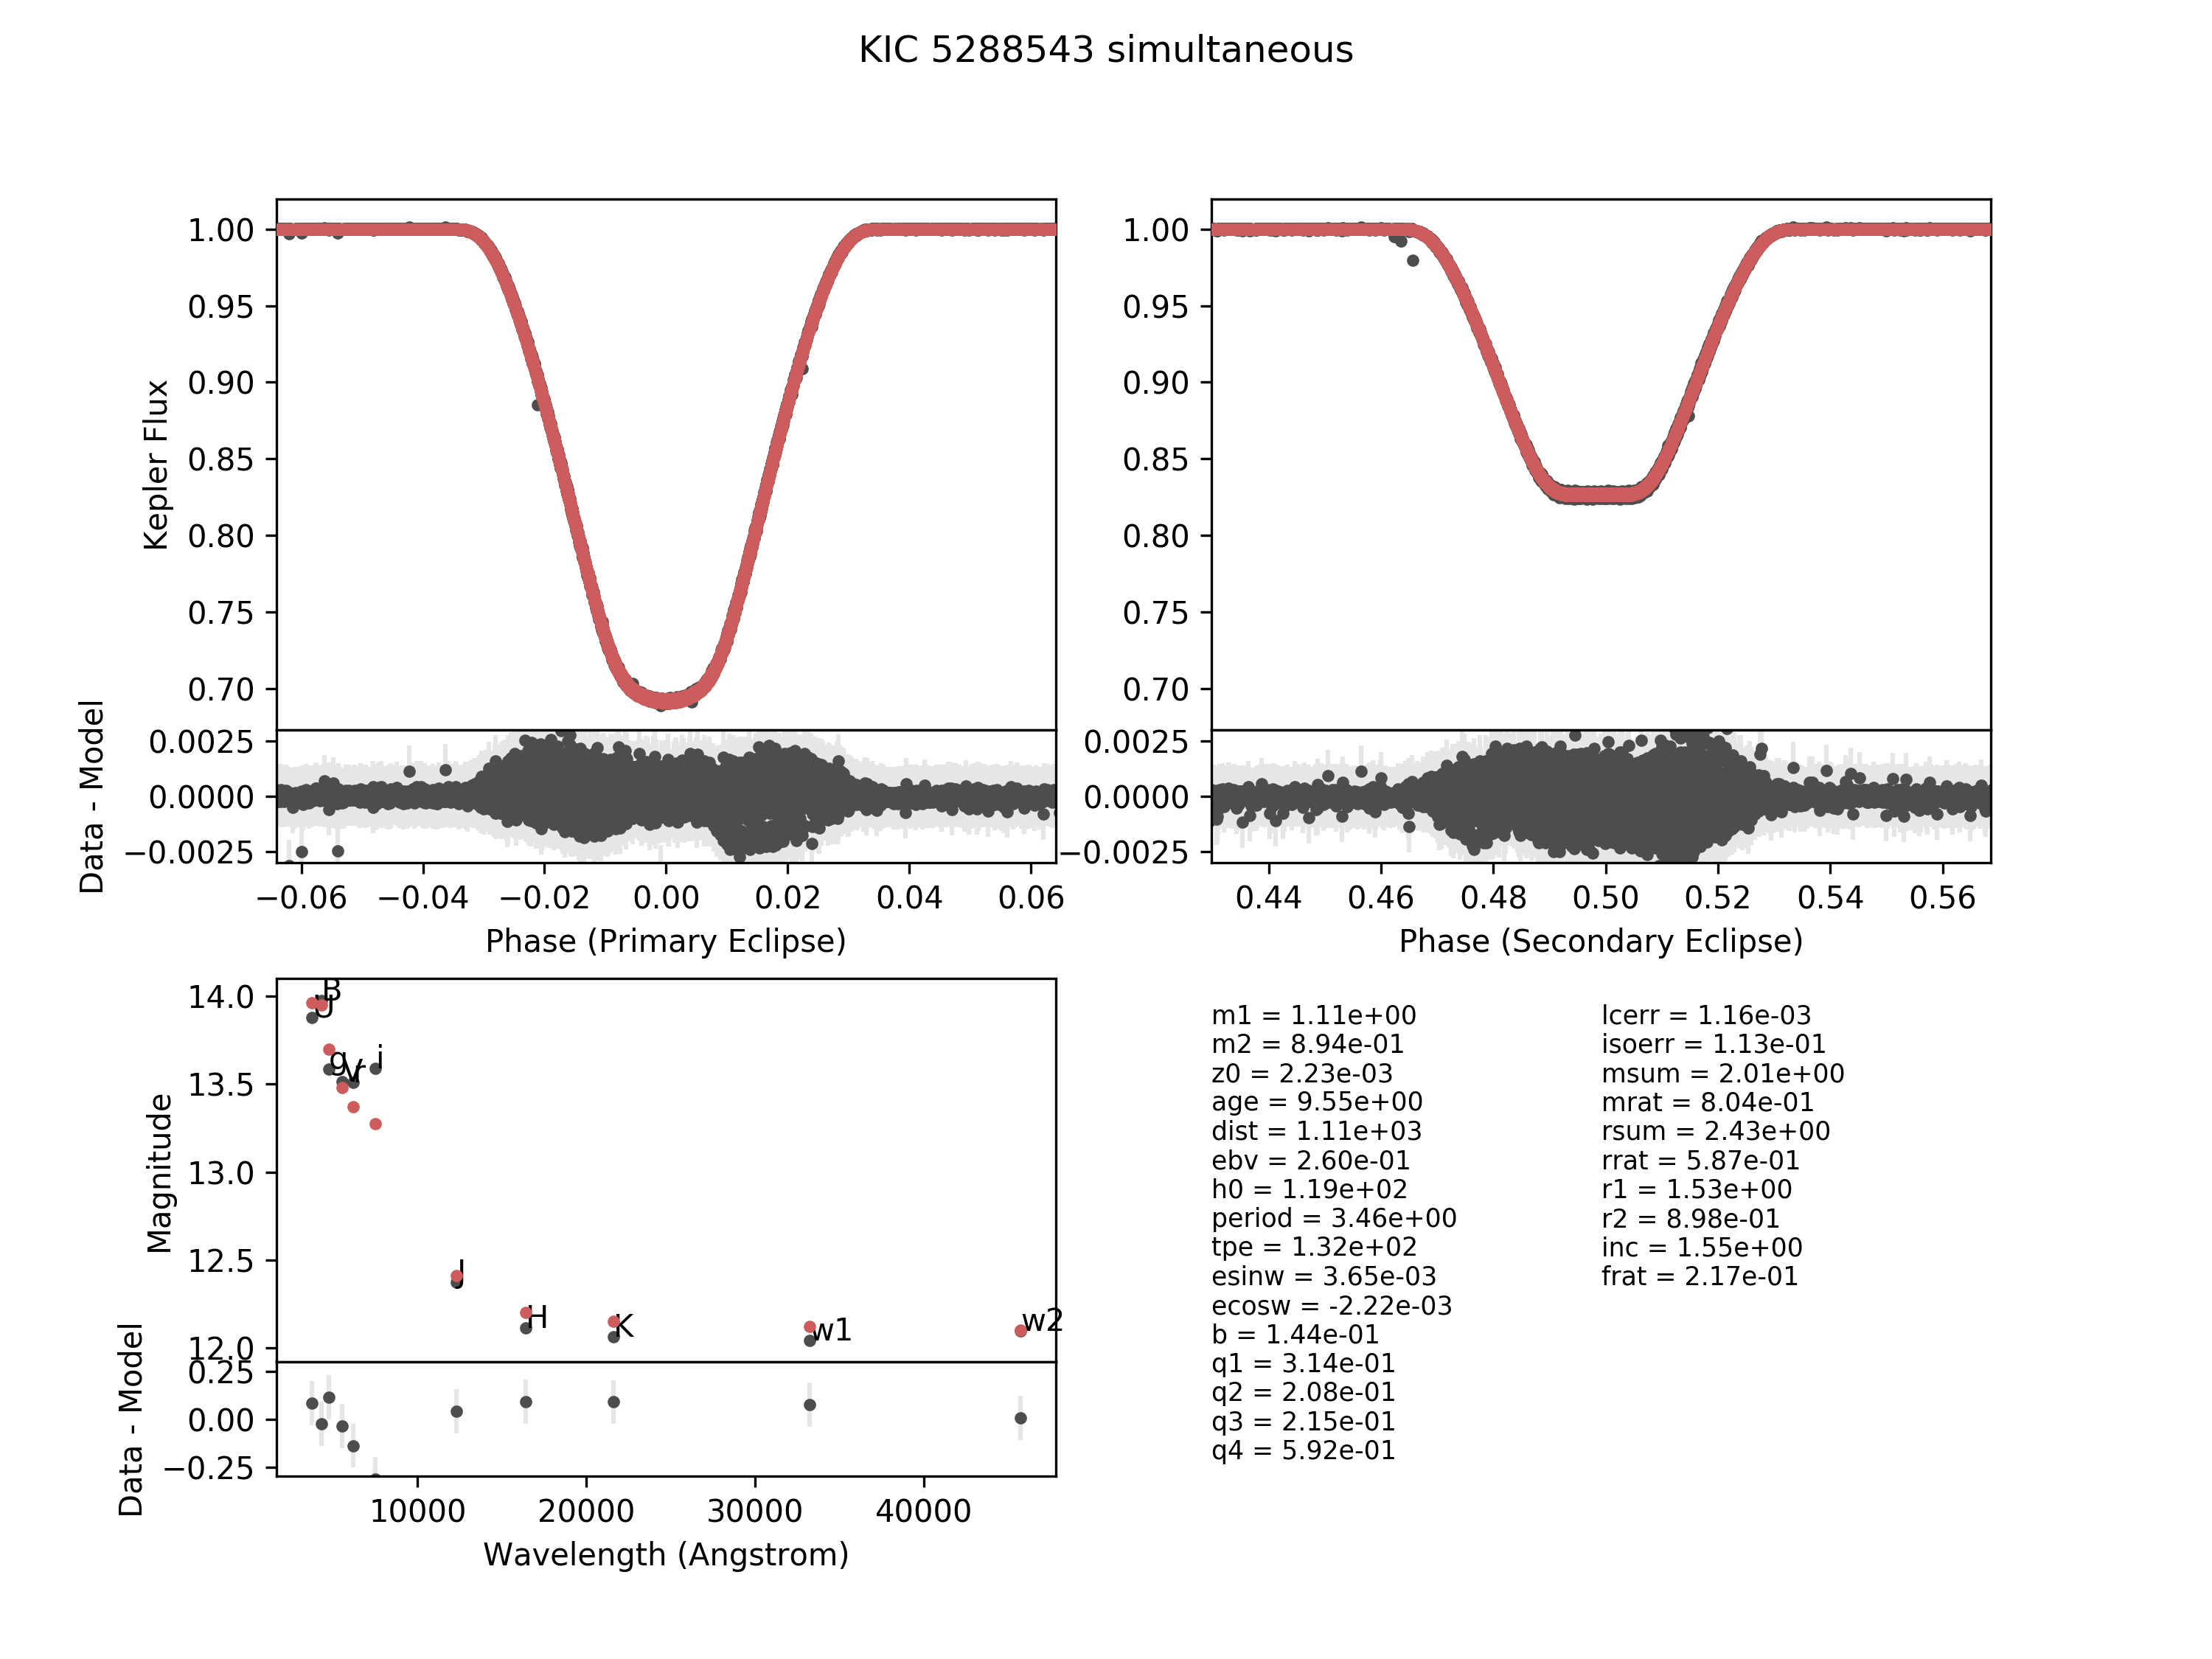 KIC 5288543 simultaneous
Kepler Flux
1.00
0.95
0.90
0.85
0.80
0.75
0.70
1.00
0.95
0.90
0.85
0.80
0.75
0.70
Data - Model
0.0025
0.0000
−0.0025
0.0025
0.0000
−0.0025
−0.06 −0.04 −0.02 0.00 0.02 0.04 0.06
0.44 0.46 0.48 0.50 0.52 0.54 0.56
Phase (Primary Eclipse)
Phase (Secondary Eclipse)
Magnitude
14.0
13.5
13.0
12.5
12.0
B
U
g
V
r
i
J
H
K
w1
w2
Data - Model
0.25
0.00
−0.25
10000 20000 30000 40000
Wavelength (Angstrom)
m1 = 1.11e+00
m2 = 8.94e-01
z0 = 2.23e-03
age = 9.55e+00
dist = 1.11e+03
ebv = 2.60e-01
h0 = 1.19e+02
period = 3.46e+00
tpe = 1.32e+02
esinw = 3.65e-03
ecosw = -2.22e-03
b = 1.44e-01
q1 = 3.14e-01
q2 = 2.08e-01
q3 = 2.15e-01
q4 = 5.92e-01
lcerr = 1.16e-03
isoerr = 1.13e-01
msum = 2.01e+00
mrat = 8.04e-01
rsum = 2.43e+00
rrat = 5.87e-01
r1 = 1.53e+00
r2 = 8.98e-01
inc = 1.55e+00
frat = 2.17e-01